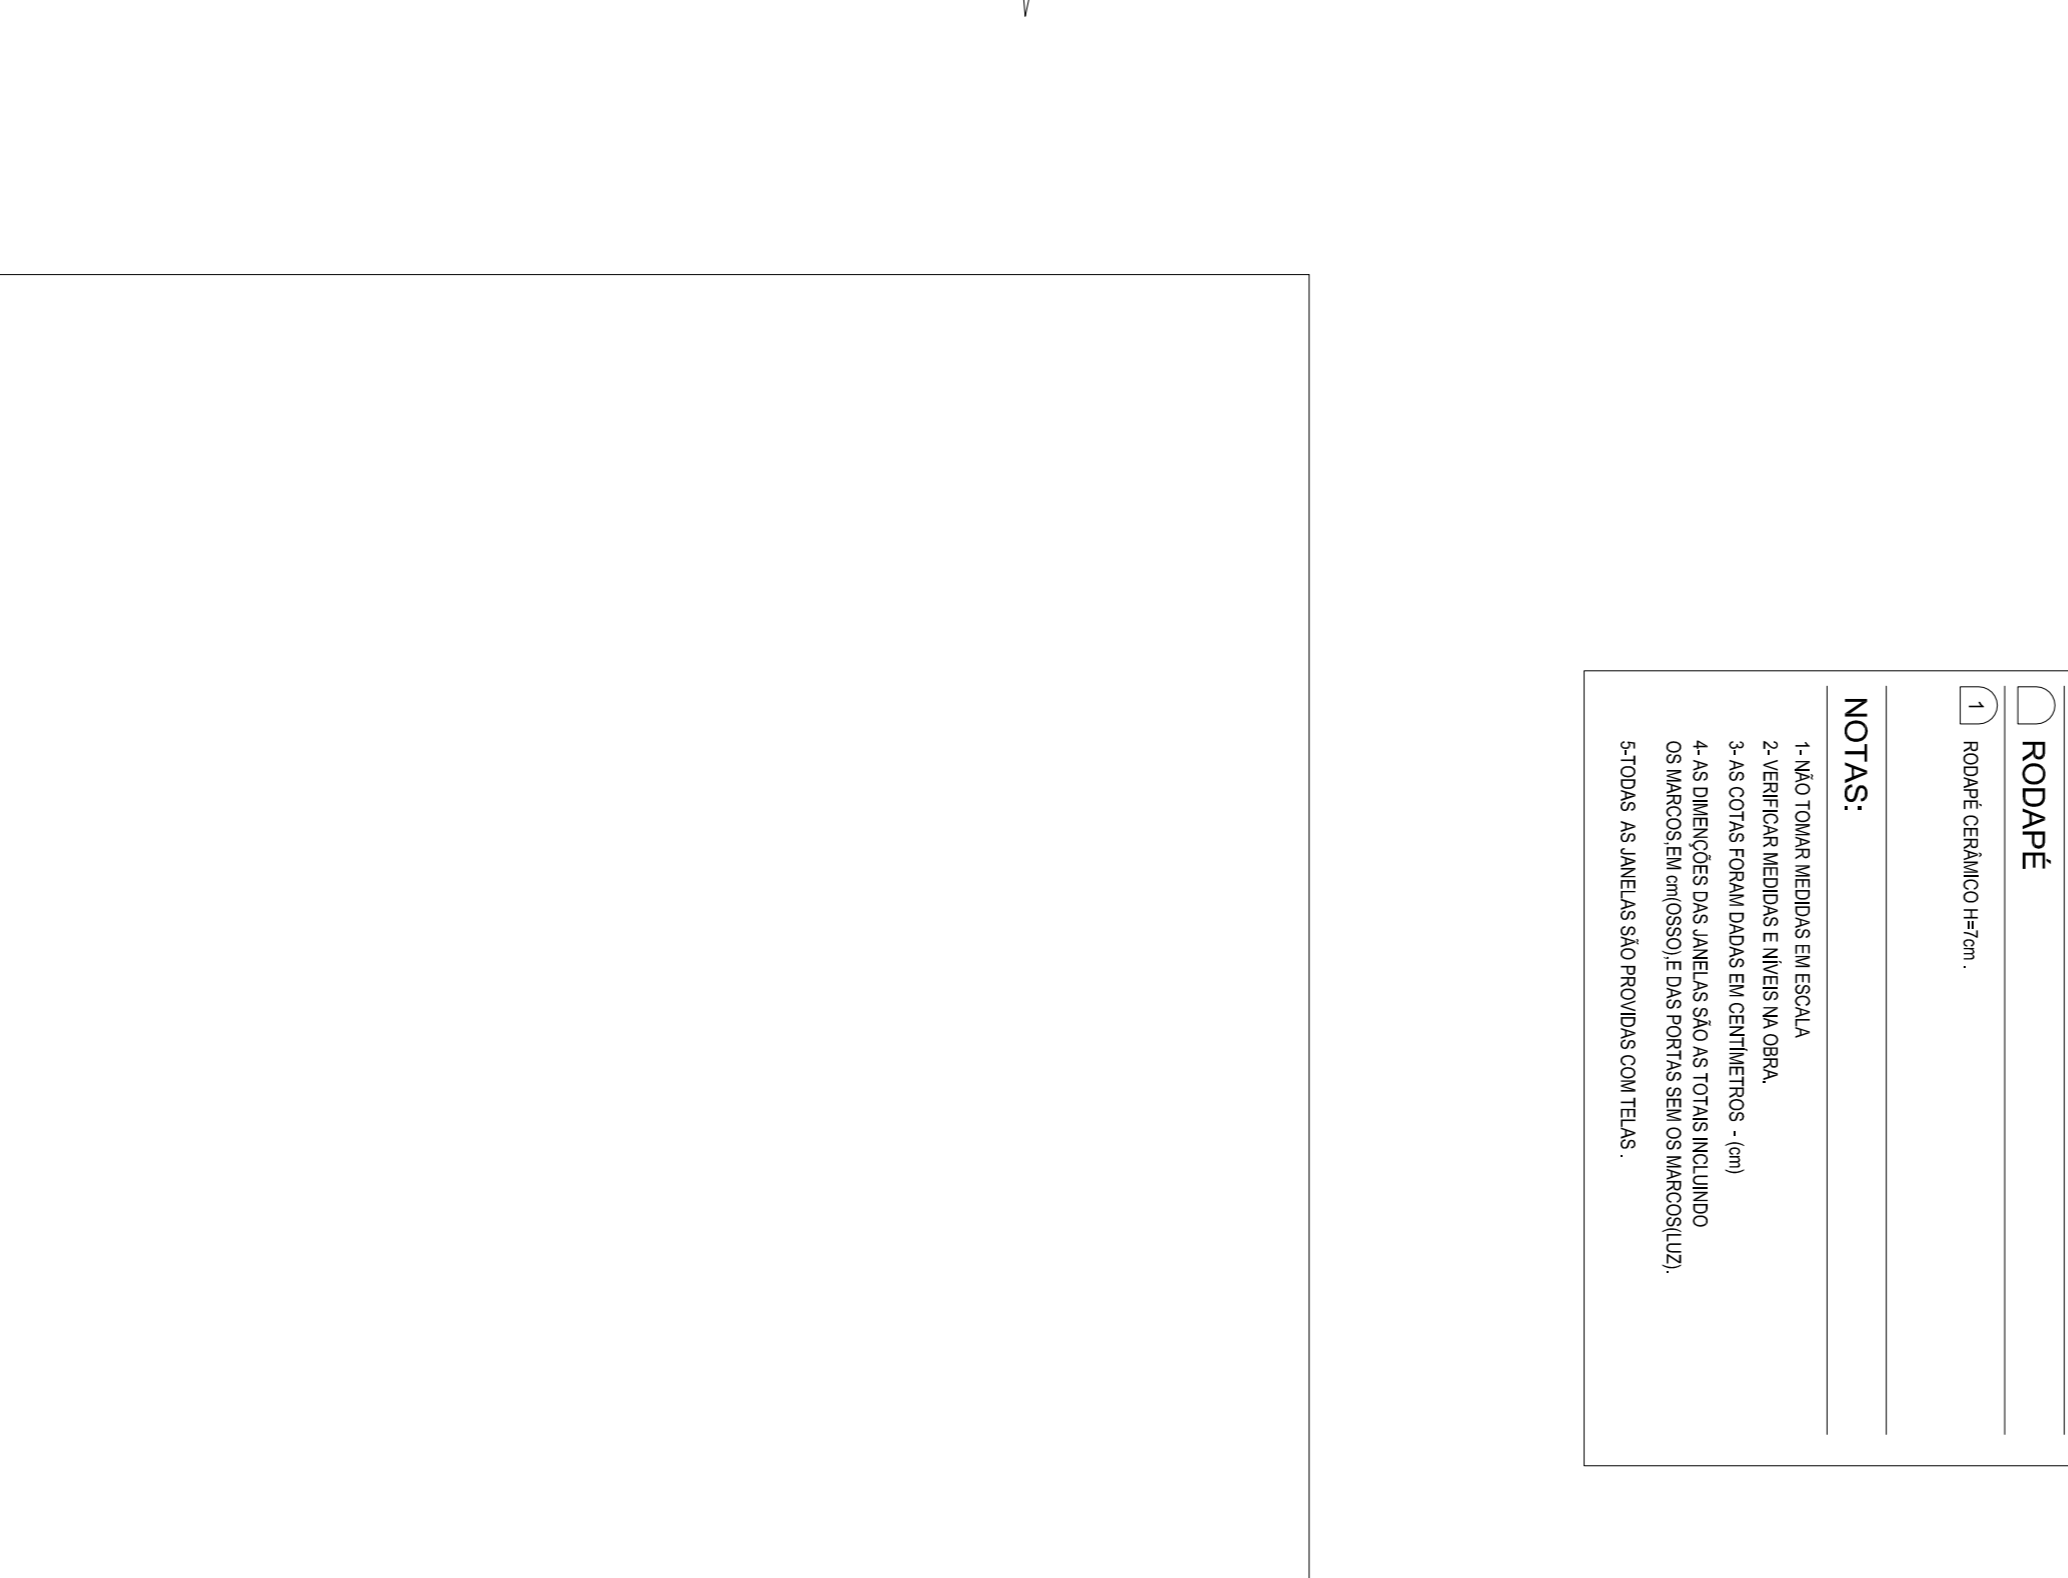 RODAPÉ
1 RODAPÉ CERÂMICO H=7cm .
NOTAS:
1- NÃO TOMAR MEDIDAS EM ESCALA
2- VERIFICAR MEDIDAS E NÍVEIS NA OBRA.
3- AS COTAS FORAM DADAS EM CENTÍMETROS - (cm)
4- AS DIMENÇÕES DAS JANELAS SÃO AS TOTAIS INCLUINDO
OS MARCOS,EM cm(OSSO),E DAS PORTAS SEM OS MARCOS(LUZ).
5-TODAS AS JANELAS SÃO PROVIDAS COM TELAS .